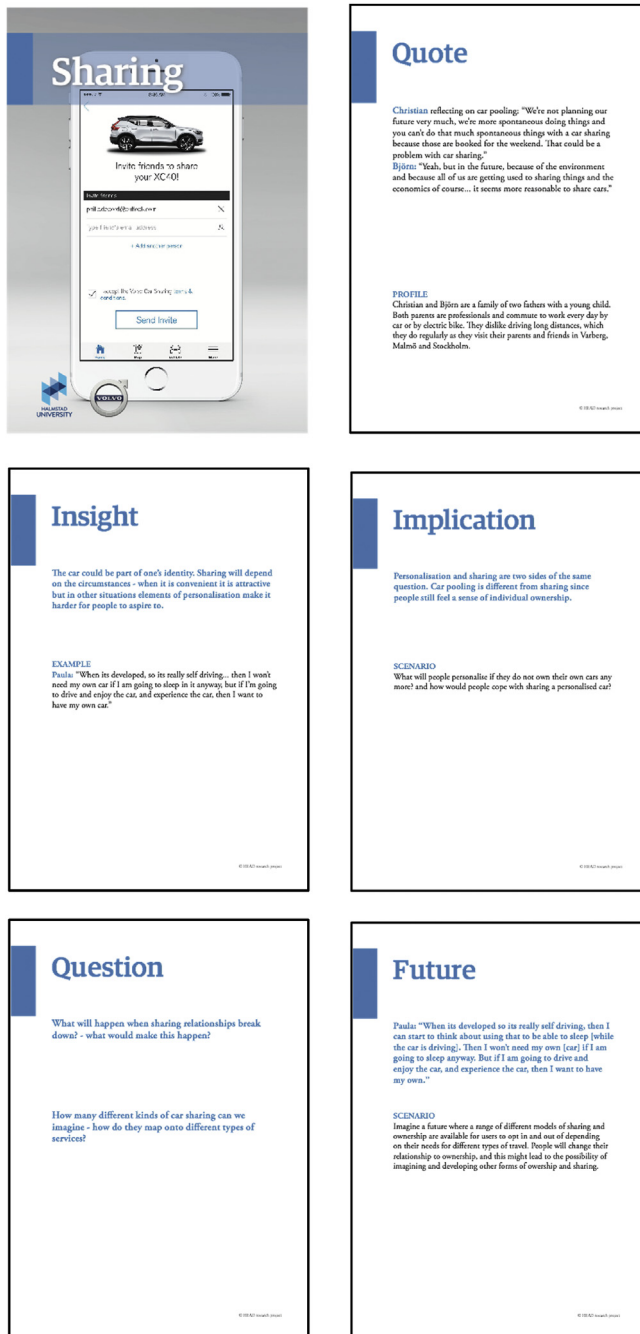 Sharing
Invite friends to share
your XC40!
Invite friends
+ Add another person
Send Invite
HALMSTAD
UNIVERSITY
VOLVO
Quote
Christian reflecting on car pooling: “We’re not planning our
future very much, we’re more spontaneous doing things and
you can’t do that much spontaneous things with a car sharing
because those are booked for the weekend. That could be a
problem with car sharing.”
Björn: “Yeah, but in the future, because of the environment
and because all of us are getting used to sharing things and the
economics of course... it seems more reasonable to share cars.”
PROFILE
Christian and Björn are a family of two fathers with a young child.
Both parents are professionals and commute to work every day by
car or by electric bike. They dislike driving long distances, which
they do regularly as they visit their parents and friends in Varberg,
Malmö and Stockholm.
Insight
The car could be part of one’s identity. Sharing will depend
on the circumstances - when it is convenient it is attractive
but in other situations elements of personalisation make it
harder for people to aspire to.
EXAMPLE
Paula: “When its developed, so its really self driving... then I won’t
need my own car if I am going to sleep in it anyway, but if I’m going
to drive and enjoy the car, and experience the car, then I want to
have my own car.”
Implication
Personalisation and sharing are two sides of the same
question. Car pooling is different from sharing since
people still feel a sense of individual ownership.
SCENARIO
What will people personalise if they do not own their own cars any
more? and how would people cope with sharing a personalised car?
Question
What will happen when sharing relationships break
down? - what would make this happen?
How many different kinds of car sharing can we
imagine - how do they map onto different types of
services?
Future
Paula: “When its developed so its really self driving, then I
can start to think about using that to be able to sleep [while
the car is driving]. Then I won’t need my own [car] if I am
going to sleep anyway. But if I am going to drive and
enjoy the car, and experience the car, then I want to have
my own.”
SCENARIO
Imagine a future where a range of different models of sharing and
ownership are available for users to opt in and out of depending
on their needs for different types of travel. People will change their
relationship to ownership, and this might lead to the possibility of
imagining and developing other forms of owership and sharing.